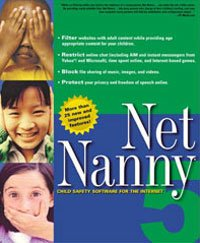 • Filter websites with adult content while providing age
appropriate content for your children.
• Restrict online chat including AIM and instant messengers from
Yahoo!® and Microsoft®, time spent online, and Internet-based games.
• Block file sharing of music, images, and videos.
• Protect your privacy and freedom of speech online.
More than
25 new and
improved
features!
Net
Nanny
5
CHILD SAFETY SOFTWARE FOR THE INTERNET